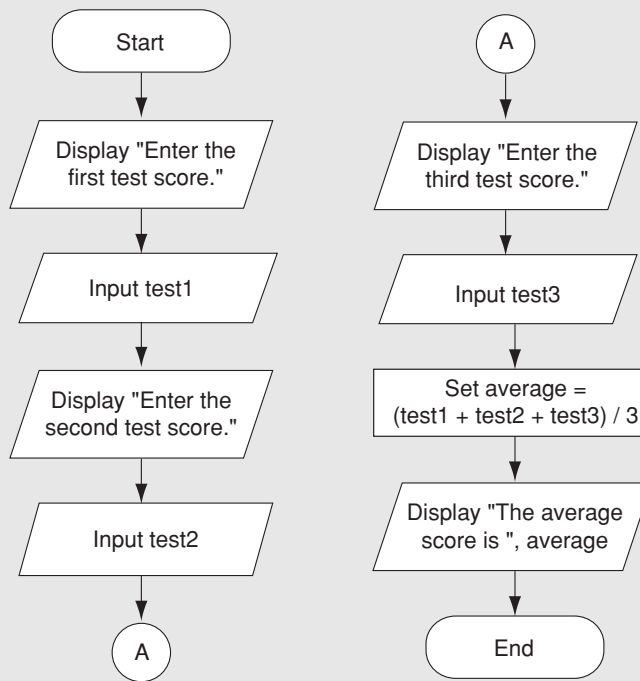 Start
Display "Enter the
first test score."
Input test1
Display "Enter the
second test score."
Input test2
A
A
Display "Enter the
third test score."
Input test3
Set average =
(test1 + test2 + test3) / 3
Display "The average
score is ", average
End